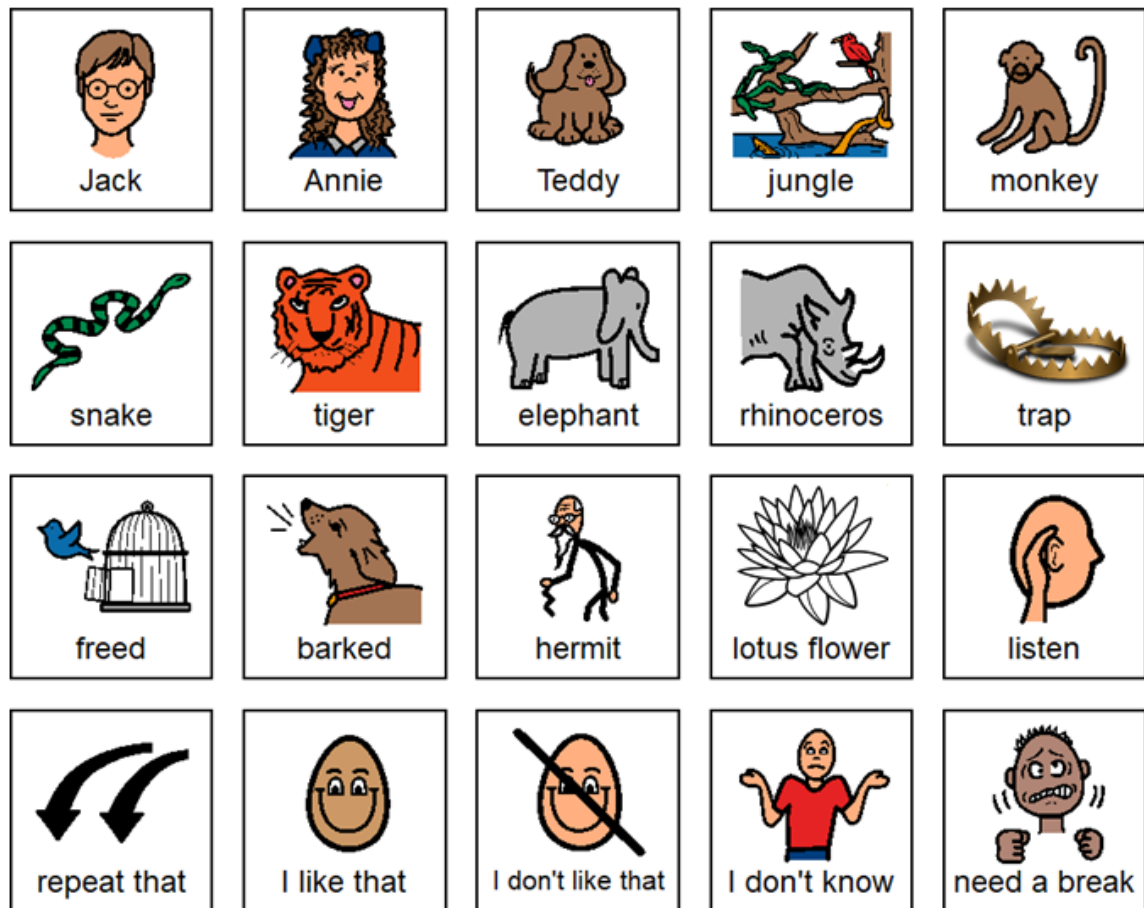 Jack
Annie
Teddy
jungle
monkey
snake
tiger
elephant
rhinoceros
trap
freed
barked
hermit
lotus flower
listen
repeat that
I like that
I don't like that
I don't know
need a break